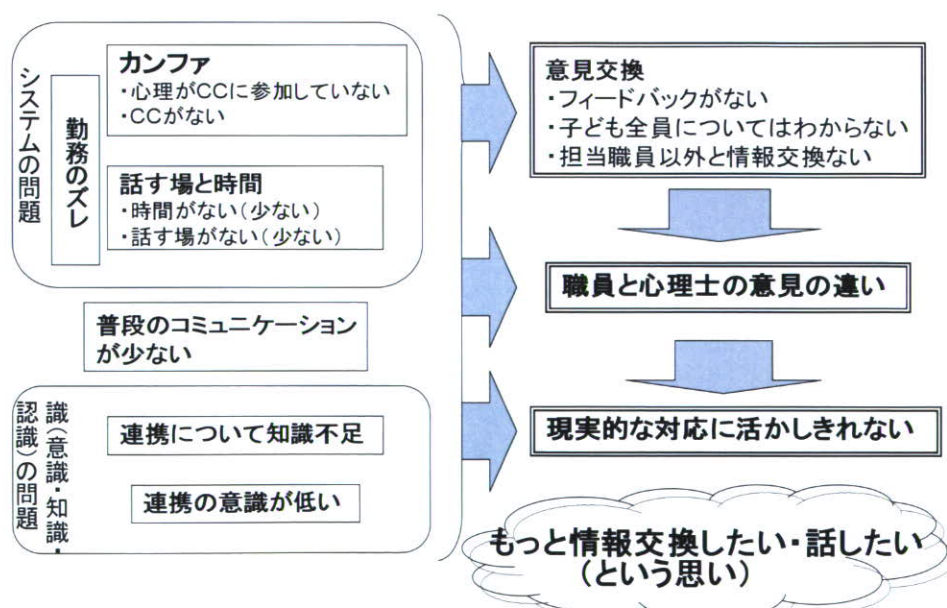 システムの問題
勤務のズレ
カンファ
・心理がCCに参加していない
・CCがない
話す場と時間
・時間がない(少ない)
・話す場がない(少ない)
普段のコミュニケーション
が少ない
識(意識・知識・
認識)の問題
連携について知識不足
連携の意識が低い
意見交換
・フィードバックがない
・子ども全員についてはわからない
・担当職員以外と情報交換ない
職員と心理士の意見の違い
現実的な対応に活かしきれない
もっと情報交換したい・話したい
(という思い)